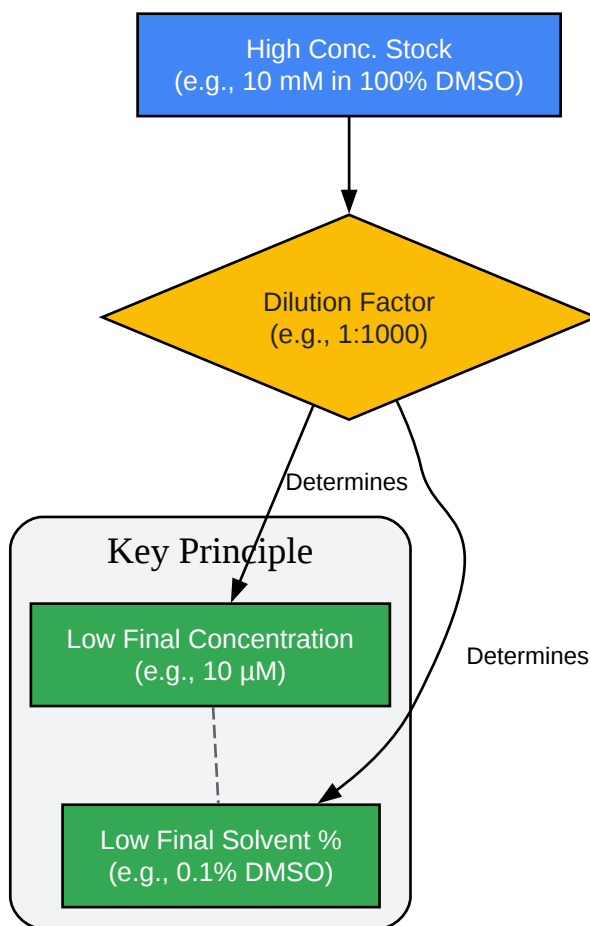 High Conc. Stock
(e.g., 10 mM in 100% DMSO)
Dilution Factor
(e.g., 1:1000)
Determines
Key Principle
Low Final Concentration
(e.g., 10 µM)
Determines
Low Final Solvent %
(e.g., 0.1% DMSO)